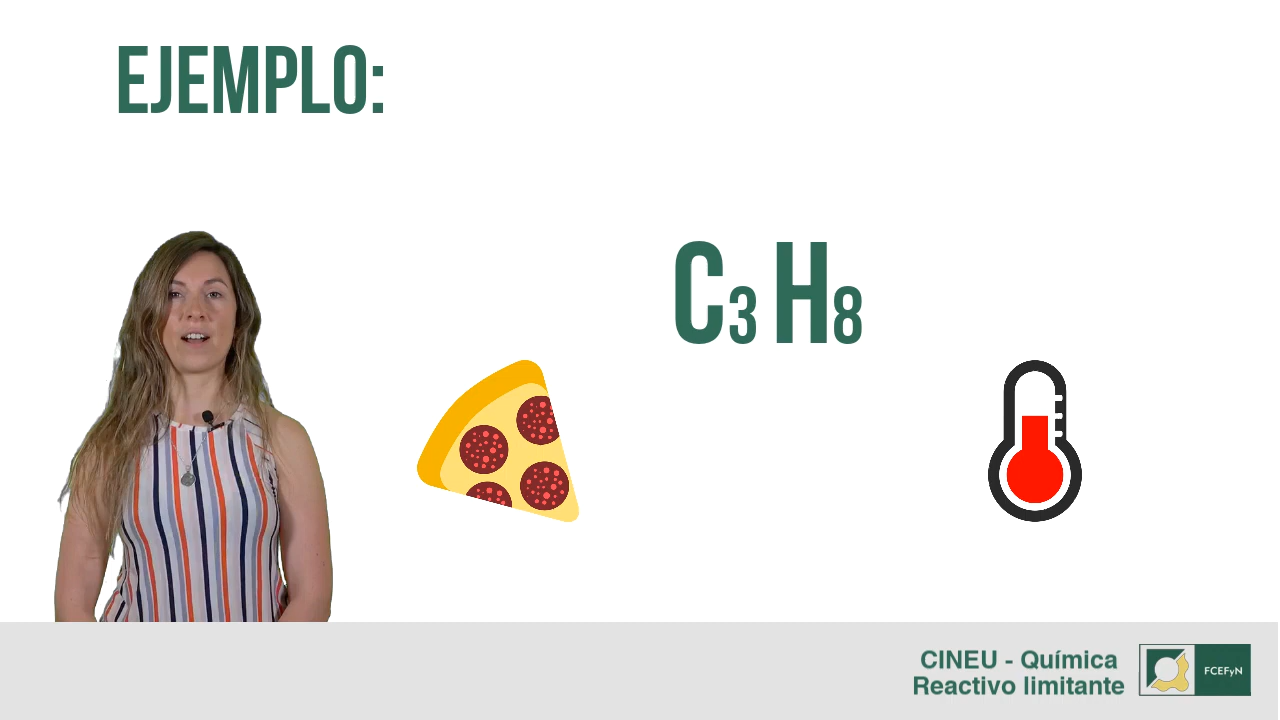 EJEMPLO:
C3 H8
CINEU - Química
Reactivo limitante
FCEFyN